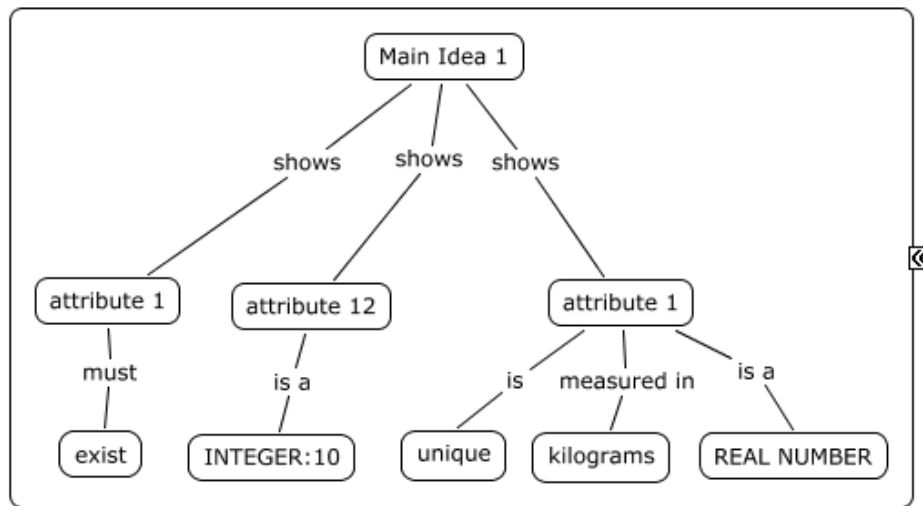 Main Idea 1
shows
shows
shows
attribute 1
attribute 12
attribute 1
must
is a
is
measured in
is a
exist
INTEGER:10
unique
kilograms
REAL NUMBER